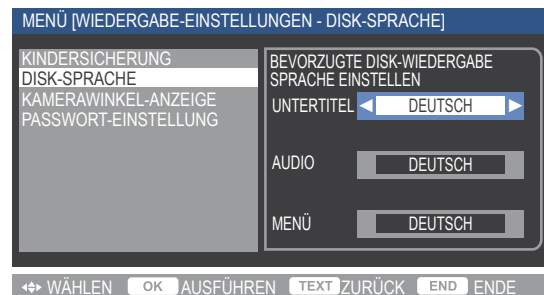 MENÜ [WIEDERGABE-EINSTELLUNGEN - DISK-SPRACHE]
KINDERSICHERUNG
DISK-SPRACHE
KAMERAWINKEL-ANZEIGE
PASSWORT-EINSTELLUNG
BEVORZUGTE DISK-WIEDERGABE
SPRACHE EINSTELLEN
UNTERTITEL DEUTSCH
AUDIO DEUTSCH
MENÜ DEUTSCH
WÄHLEN OK AUSFÜHREN TEXT ZURÜCK END ENDE